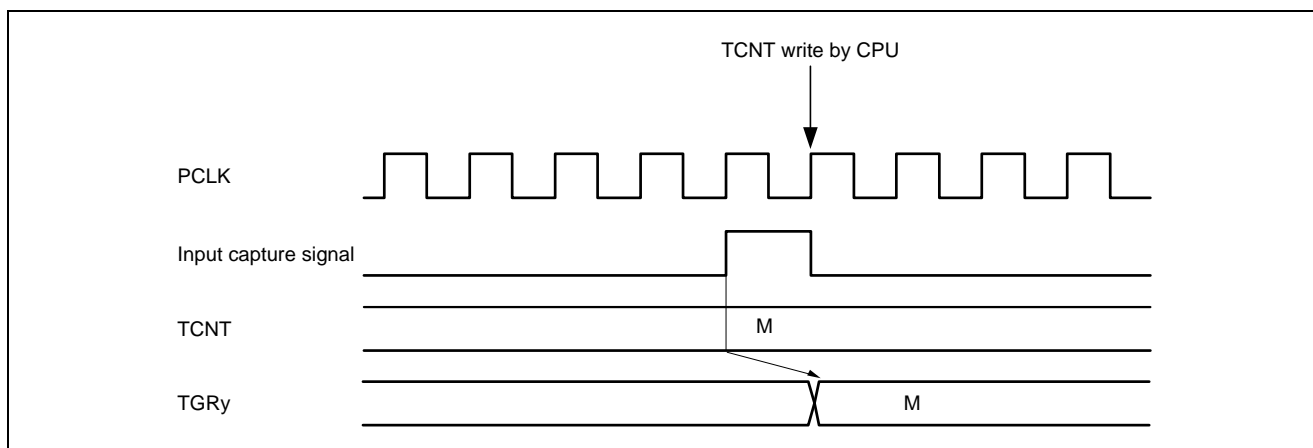 TCNT write by CPU
PCLK
Input capture signal
TCNT
M
TGRy
M